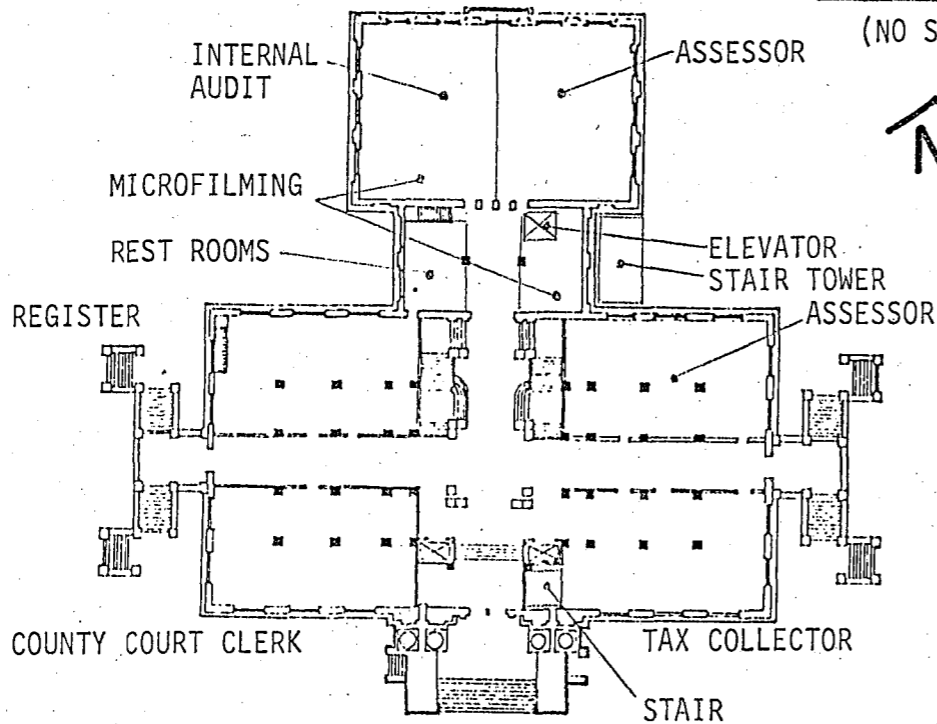 (NO S
INTERNAL
AUDIT
ASSESSOR
N
MICROFILMING
REST ROOMS
ELEVATOR
STAIR TOWER
REGISTER
ASSESSOR
COUNTY COURT CLERK
TAX COLLECTOR
STAIR